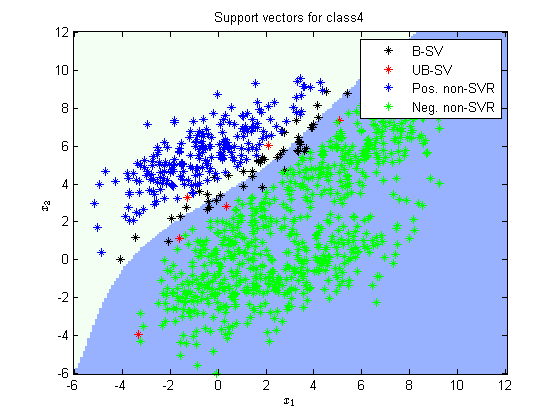 Support vectors for class4
12
10
8
6
4
2
0
-2
-4
-6
x2
B-SV
UB-SV
Pos. non-SVR
Neg. non-SVR
-6 -4 -2 0 2 4 6 8 10 12
x1